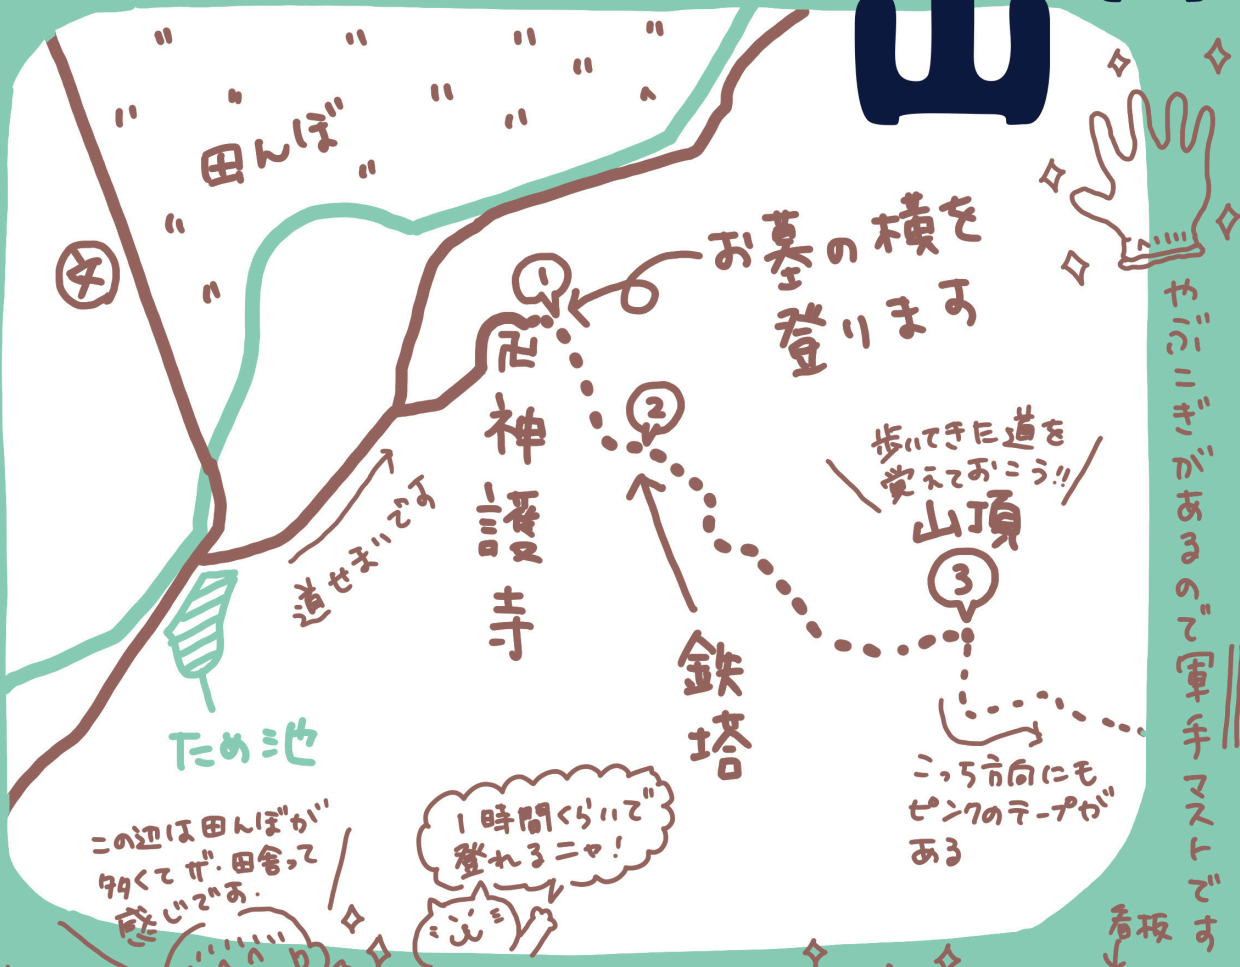 山
田んぼ
文
お墓の横を
登ります
①
卍
神護寺
②
歩いてきた道を
覚えておこう!!
山頂
③
道せまいです
鉄塔
ため池
こっち方向にも
ピンクのテープが
ある
この辺は田んぼが
多くてザ・田舎って
感じです.
1時間くらいで
登れるニャ!
やぶこぎがあるので軍手マストです
看板